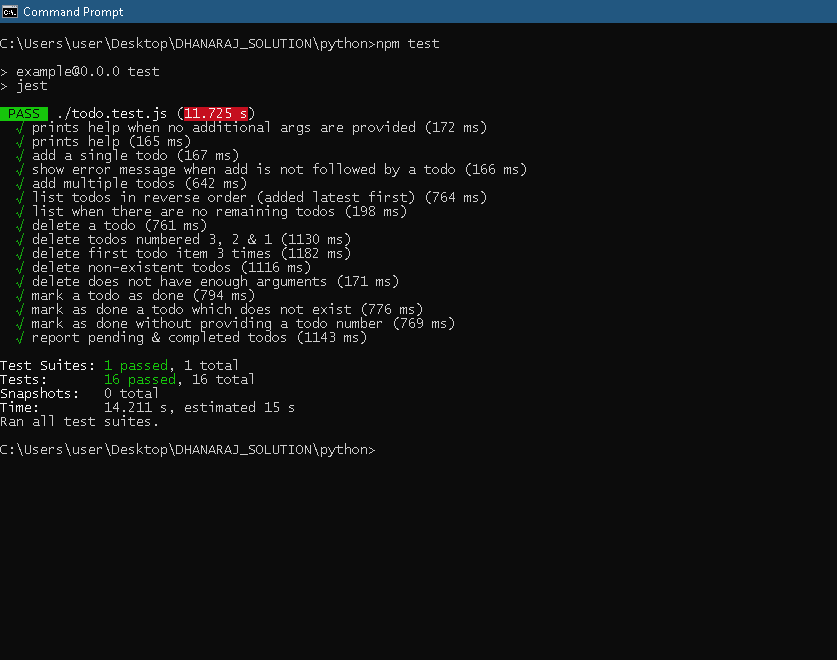 Command Prompt
C:\Users\user\Desktop\DHANARAJ_SOLUTION\python>npm test
> example@0.0.0 test
> jest
PASS ./todo.test.js (11.725 s)
√ prints help when no additional args are provided (172 ms)
√ prints help (165 ms)
√ add a single todo (167 ms)
√ show error message when add is not followed by a todo (166 ms)
√ add multiple todos (642 ms)
√ list todos in reverse order (added latest first) (764 ms)
√ list when there are no remaining todos (198 ms)
√ delete a todo (761 ms)
√ delete todos numbered 3, 2 & 1 (1130 ms)
√ delete first todo item 3 times (1182 ms)
√ delete non-existent todos (1116 ms)
√ delete does not have enough arguments (171 ms)
√ mark a todo as done (794 ms)
√ mark as done a todo which does not exist (776 ms)
√ mark as done without providing a todo number (769 ms)
√ report pending & completed todos (1143 ms)
Test Suites: 1 passed, 1 total
Tests: 16 passed, 16 total
Snapshots: 0 total
Time: 14.211 s, estimated 15 s
Ran all test suites.
C:\Users\user\Desktop\DHANARAJ_SOLUTION\python>